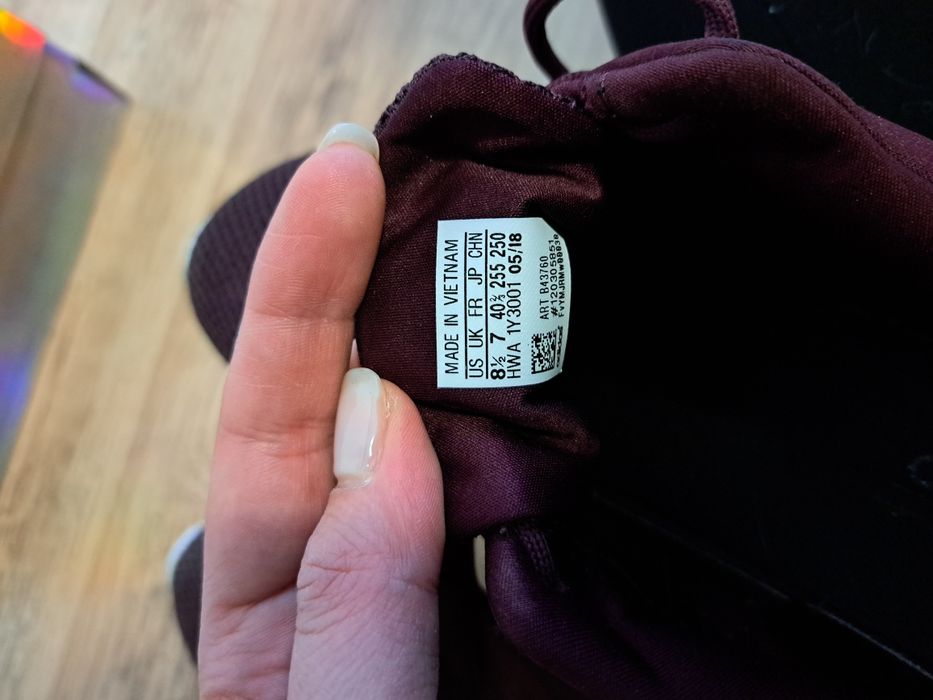 MADE IN VIETNAM
US UK FR JP CHN
8½ 7 40⅔ 255 250
HWA 1Y3001 05/18
ART B43760
#120305851